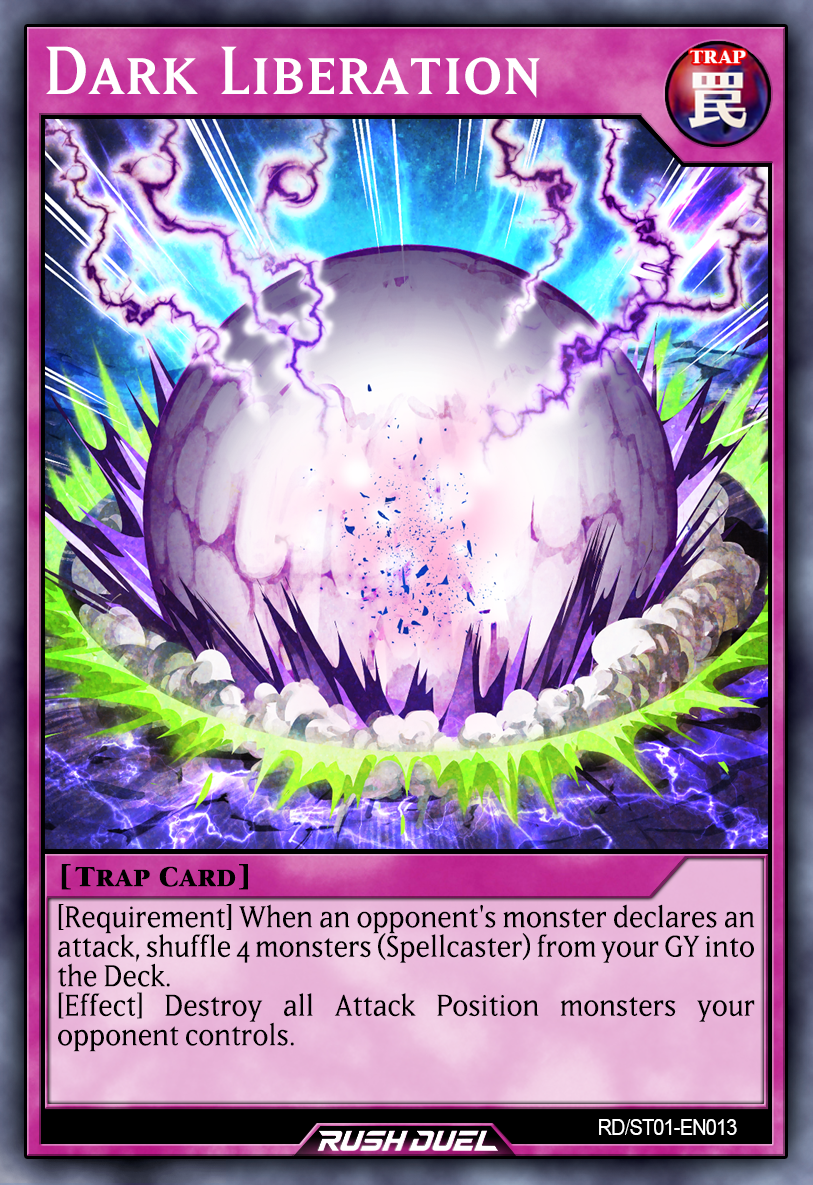 Dark Liberation
TRAP
罠
[Trap Card]
[Requirement] When an opponent's monster declares an
attack, shuffle 4 monsters (Spellcaster) from your GY into
the Deck.
[Effect] Destroy all Attack Position monsters your
opponent controls.
RD/ST01-EN013
RUSH DUEL